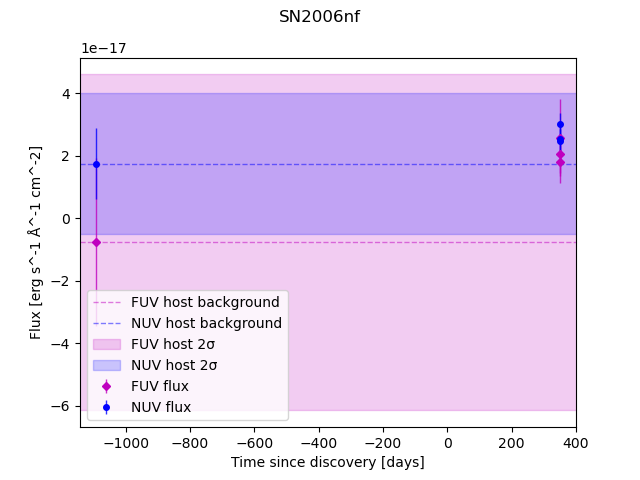 SN2006nf
1e−17
Flux [erg s^-1 Å^-1 cm^-2]
4
2
0
−2
−4
−6
FUV host background
NUV host background
FUV host 2σ
NUV host 2σ
FUV flux
NUV flux
−1000 −800 −600 −400 −200 0 200 400
Time since discovery [days]